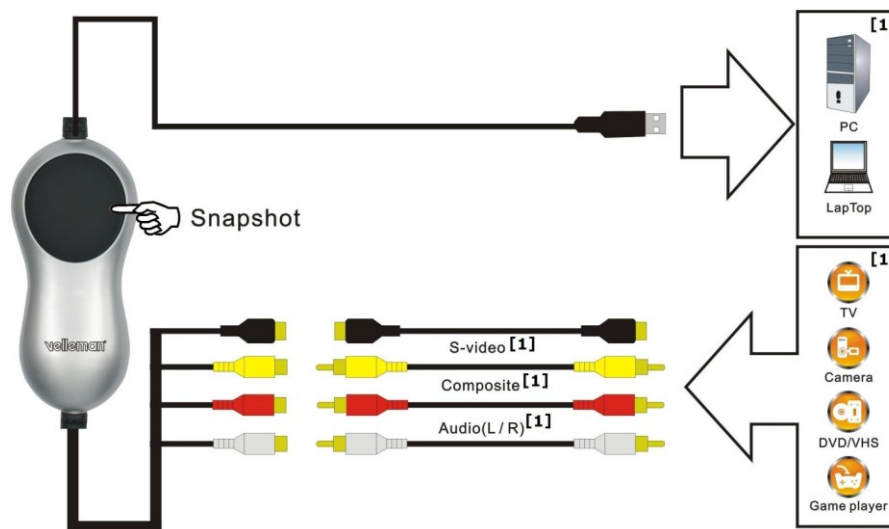 [1
PC
LapTop
Snapshot
velleman®
[1
TV
S-video[1]
Composite[1]
Camera
Audio(L / R)[1]
DVD/VHS
Game player